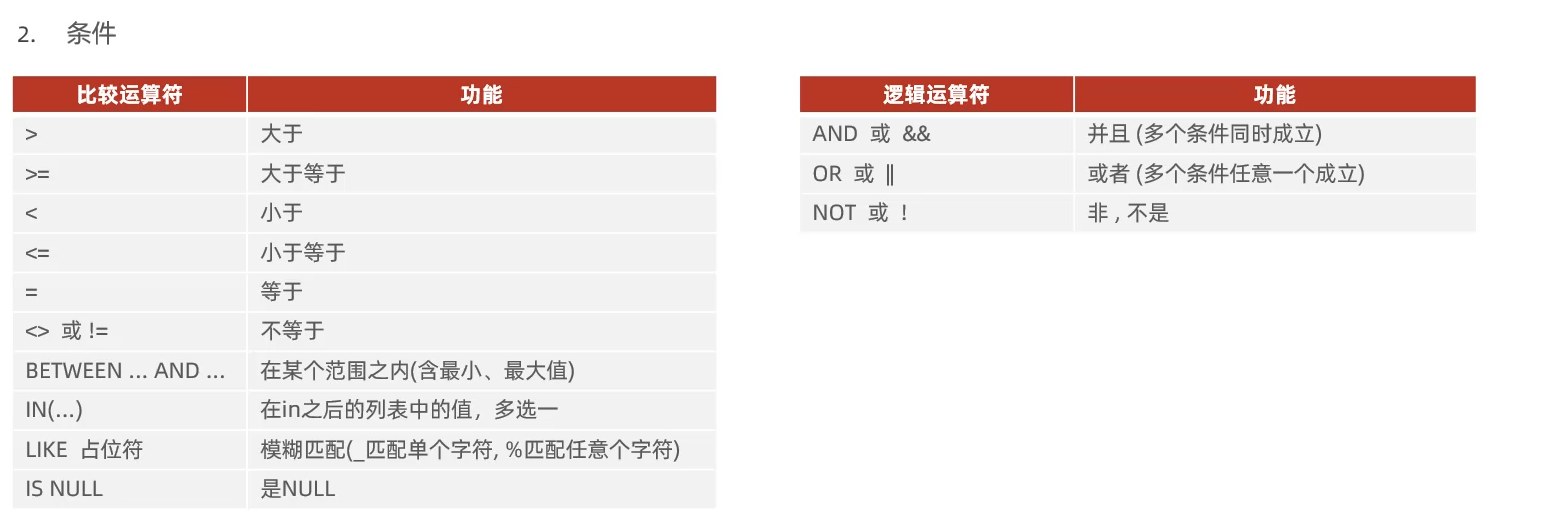 2. 条件
比较运算符 功能
> 大于
>= 大于等于
< 小于
<= 小于等于
= 等于
<> 或 != 不等于
BETWEEN ... AND ... 在某个范围之内(含最小、最大值)
IN(...) 在in之后的列表中的值，多选一
LIKE 占位符 模糊匹配(_匹配单个字符, %匹配任意个字符)
IS NULL 是NULL
逻辑运算符 功能
AND 或 && 并且 (多个条件同时成立)
OR 或 || 或者 (多个条件任意一个成立)
NOT 或 ! 非 , 不是